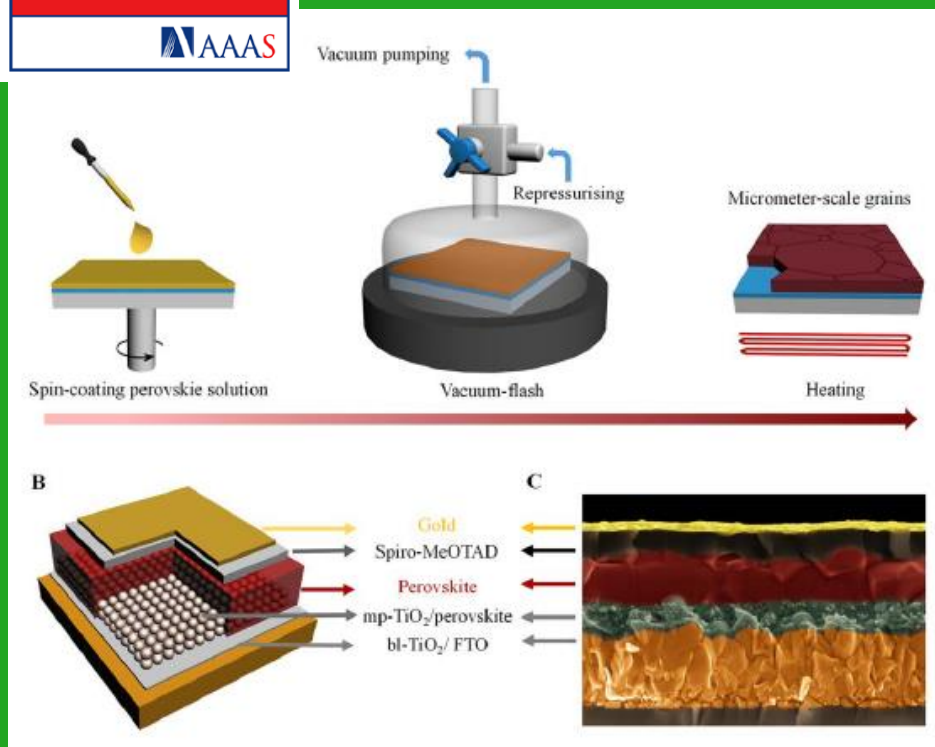 AAAS
Vacuum pumping
Repressurising
Micrometer-scale grains
Spin-coating perovskie solution
Vacuum-flash
Heating
B
C
Gold
Spiro-MeOTAD
Perovskite
mp-TiO₂/perovskite
bl-TiO₂/ FTO